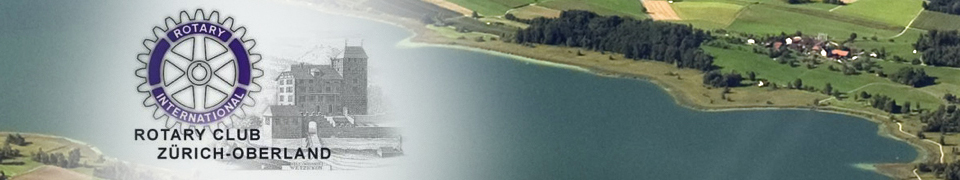 ROTARY
INTERNATIONAL
ROTARY CLUB
ZÜRICH-OBERLAND